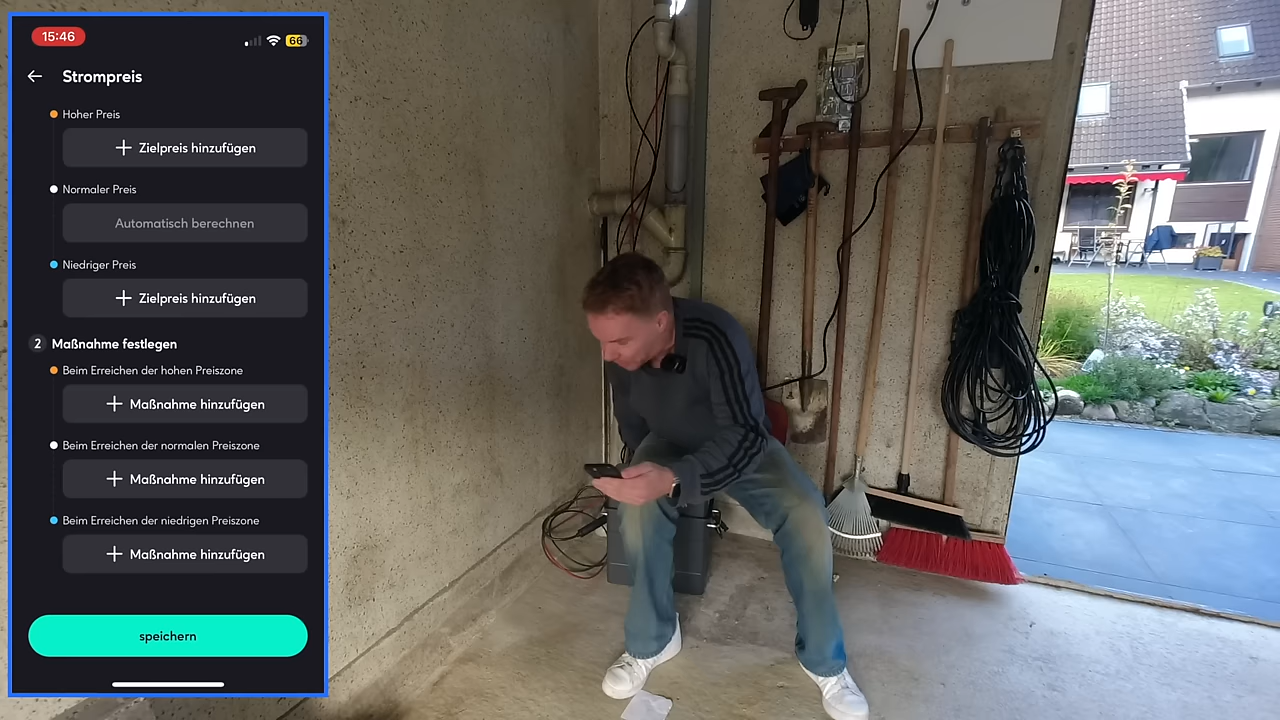 15:46
66
Strompreis
Hoher Preis
Zielpreis hinzufügen
Normaler Preis
Automatisch berechnen
Niedriger Preis
Zielpreis hinzufügen
2 Maßnahme festlegen
Beim Erreichen der hohen Preiszone
Maßnahme hinzufügen
Beim Erreichen der normalen Preiszone
Maßnahme hinzufügen
Beim Erreichen der niedrigen Preiszone
Maßnahme hinzufügen
speichern